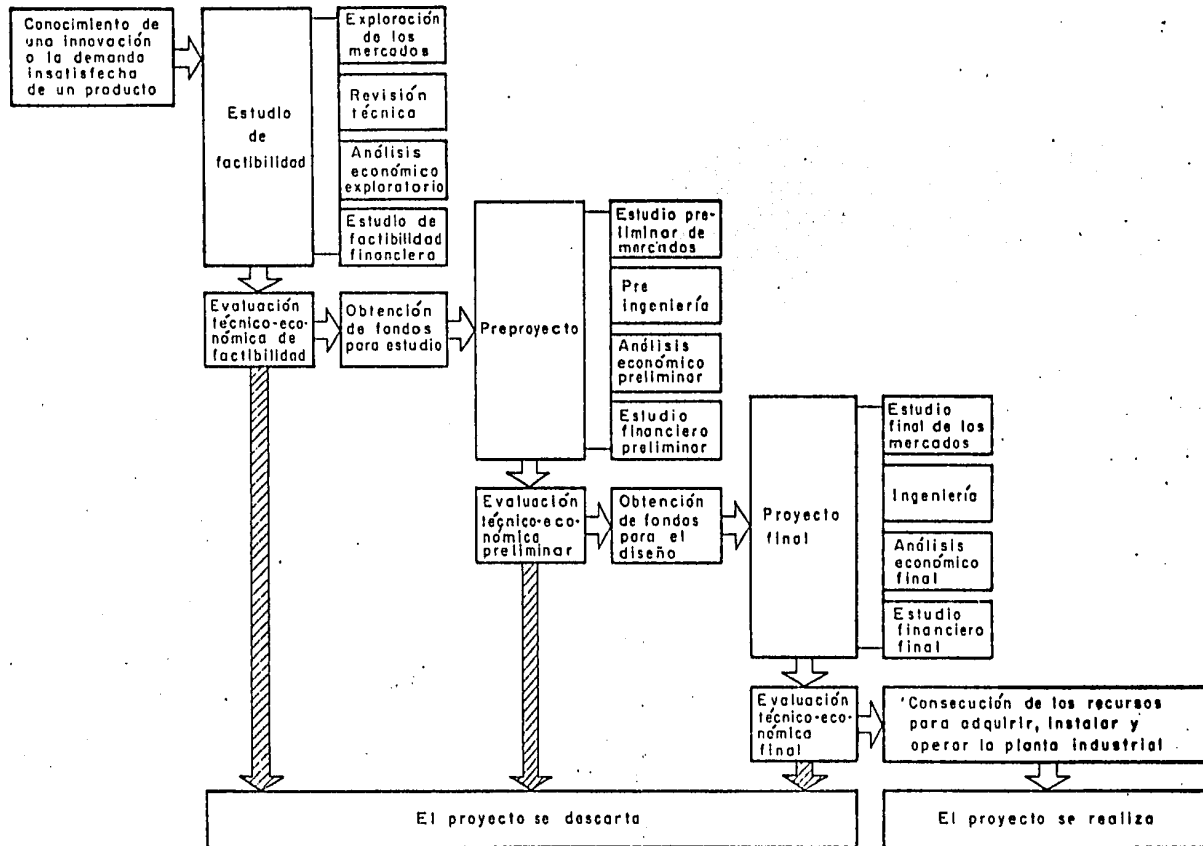 Conocimiento de
una innovación
o la demanda
insatisfecha
de un producto
Estudio
de
factibilidad
Exploración
de los
mercados
Revisión
técnica
Análisis
económico
exploratorio
Estudio de
factibilidad
financiera
Evaluación
técnico-eco-
nómica de
factibilidad
Obtención
de fondos
para estudio
Preproyecto
Estudio pre-
liminar de
mercados
Pre
ingeniería
Análisis
económico
preliminar
Estudio
financiero
preliminar
Evaluación
técnico-eco-
nómica
preliminar
Obtención
de fondos
para el
diseño
Proyecto
final
Estudio
final de los
mercados
Ingeniería
Análisis
económico
final
Estudio
financiero
final
Evaluación
técnico-eco-
nómica
final
Consecución de los recursos
para adquirir, instalar y
operar la planta industrial
El proyecto se descarta
El proyecto se realiza